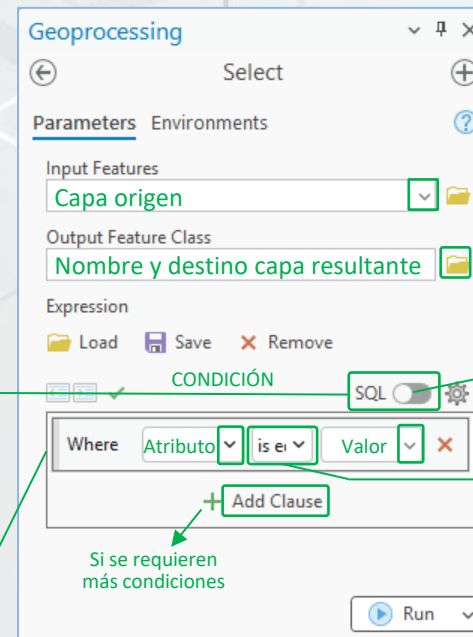 Geoprocessing
Select
Parameters Environments
Input Features
Capa origen
Output Feature Class
Nombre y destino capa resultante
Expression
Load Save Remove
CONDICIÓN
SQL
Where Atributo is e Valor
Add Clause
Si se requieren
más condiciones
Run